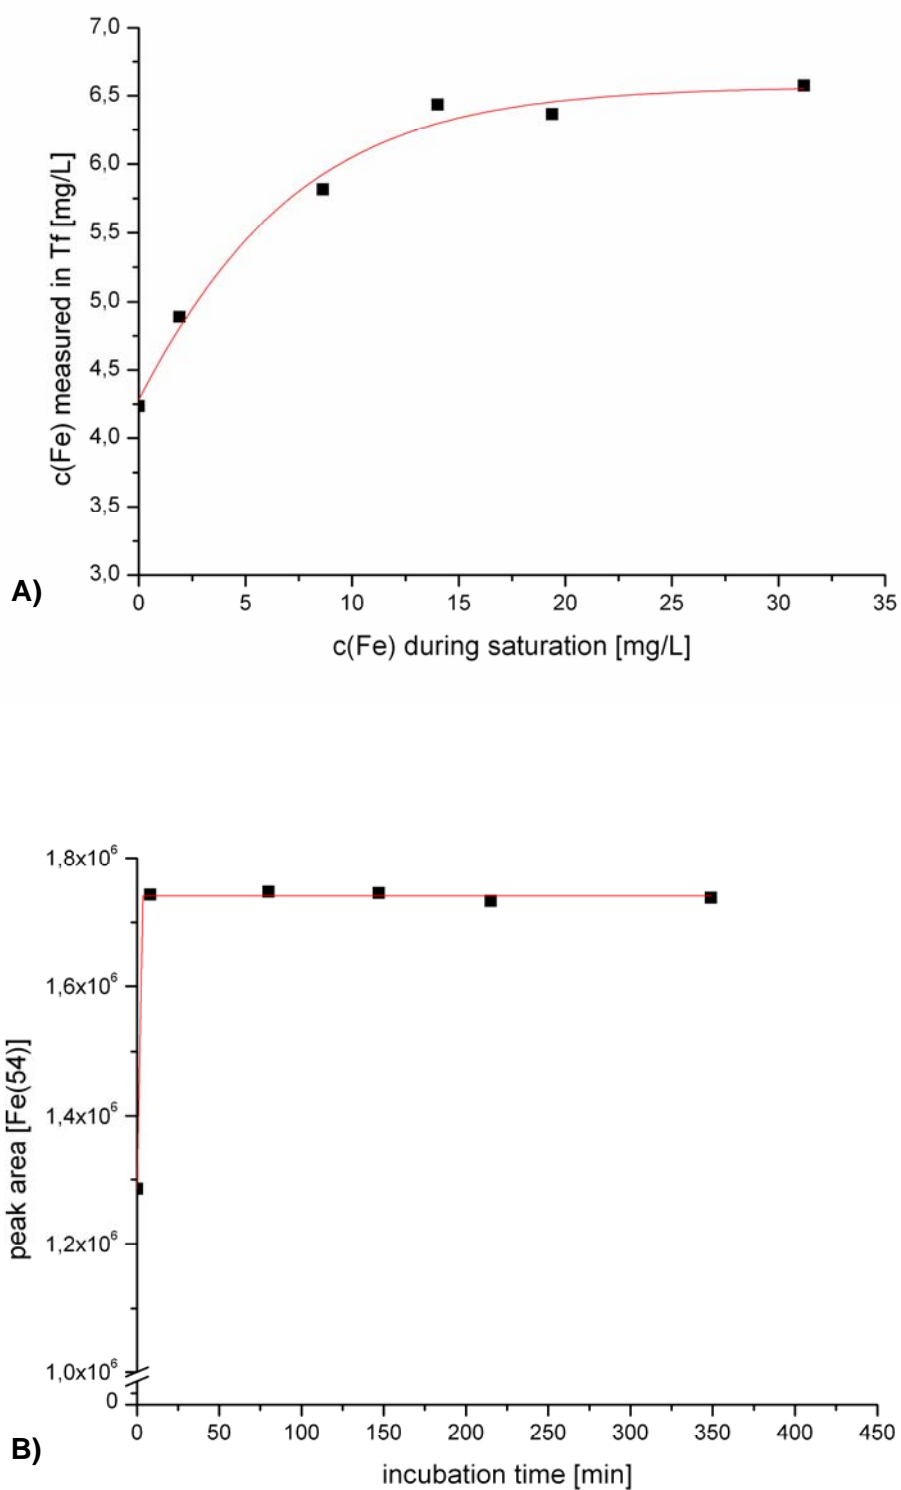 7,0
6,5
6,0
5,5
5,0
4,5
4,0
3,5
3,0
c(Fe) measured in Tf [mg/L]
0 5 10 15 20 25 30 35
c(Fe) during saturation [mg/L]
A)
1,8x10⁶
1,6x10⁶
1,4x10⁶
1,2x10⁶
1,0x10⁶
0
peak area [Fe(54)]
0 50 100 150 200 250 300 350 400 450
incubation time [min]
B)